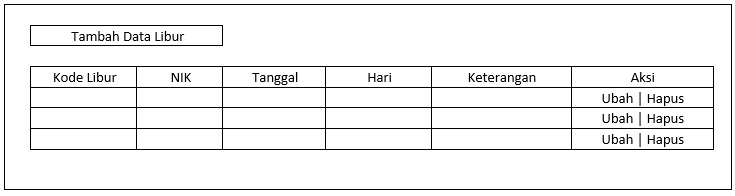 Tambah Data Libur
Kode Libur NIK Tanggal Hari Keterangan Aksi
Ubah | Hapus
Ubah | Hapus
Ubah | Hapus